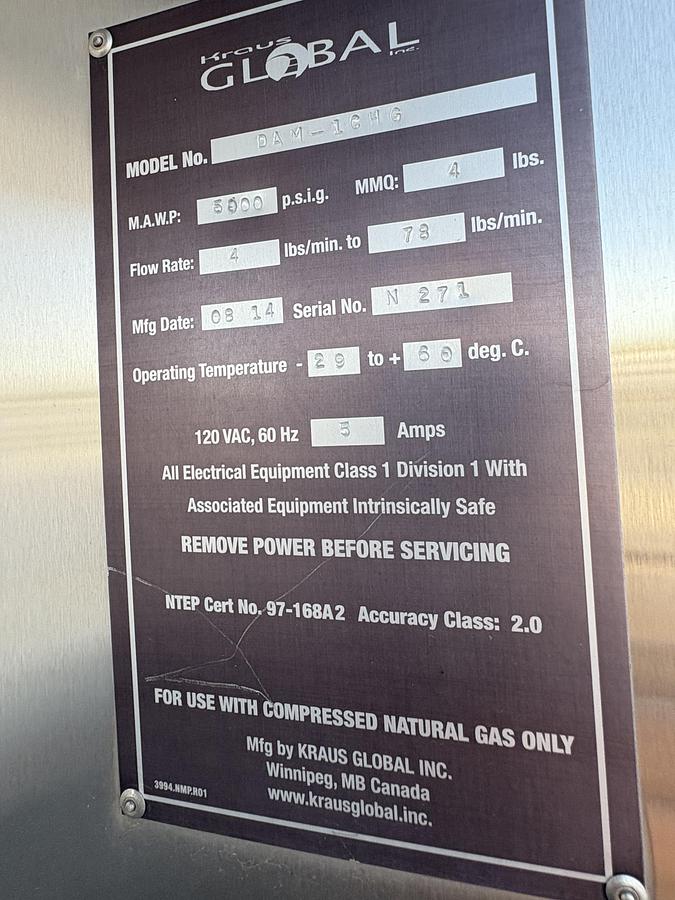 Kraus
GLOBAL Inc.
MODEL No. DAM-1CHG
M.A.W.P: 5000 p.s.i.g. MMQ: 4 lbs.
Flow Rate: 4 lbs/min. to 78 lbs/min.
Mfg Date: 08 14 Serial No. N 271
Operating Temperature - 29 to + 60 deg. C.
120 VAC, 60 Hz 5 Amps
All Electrical Equipment Class 1 Division 1 With
Associated Equipment Intrinsically Safe
REMOVE POWER BEFORE SERVICING
NTEP Cert No. 97-168A2 Accuracy Class: 2.0
FOR USE WITH COMPRESSED NATURAL GAS ONLY
Mfg by KRAUS GLOBAL INC.
Winnipeg, MB Canada
www.krausglobal.inc.
3994.NMP.R01